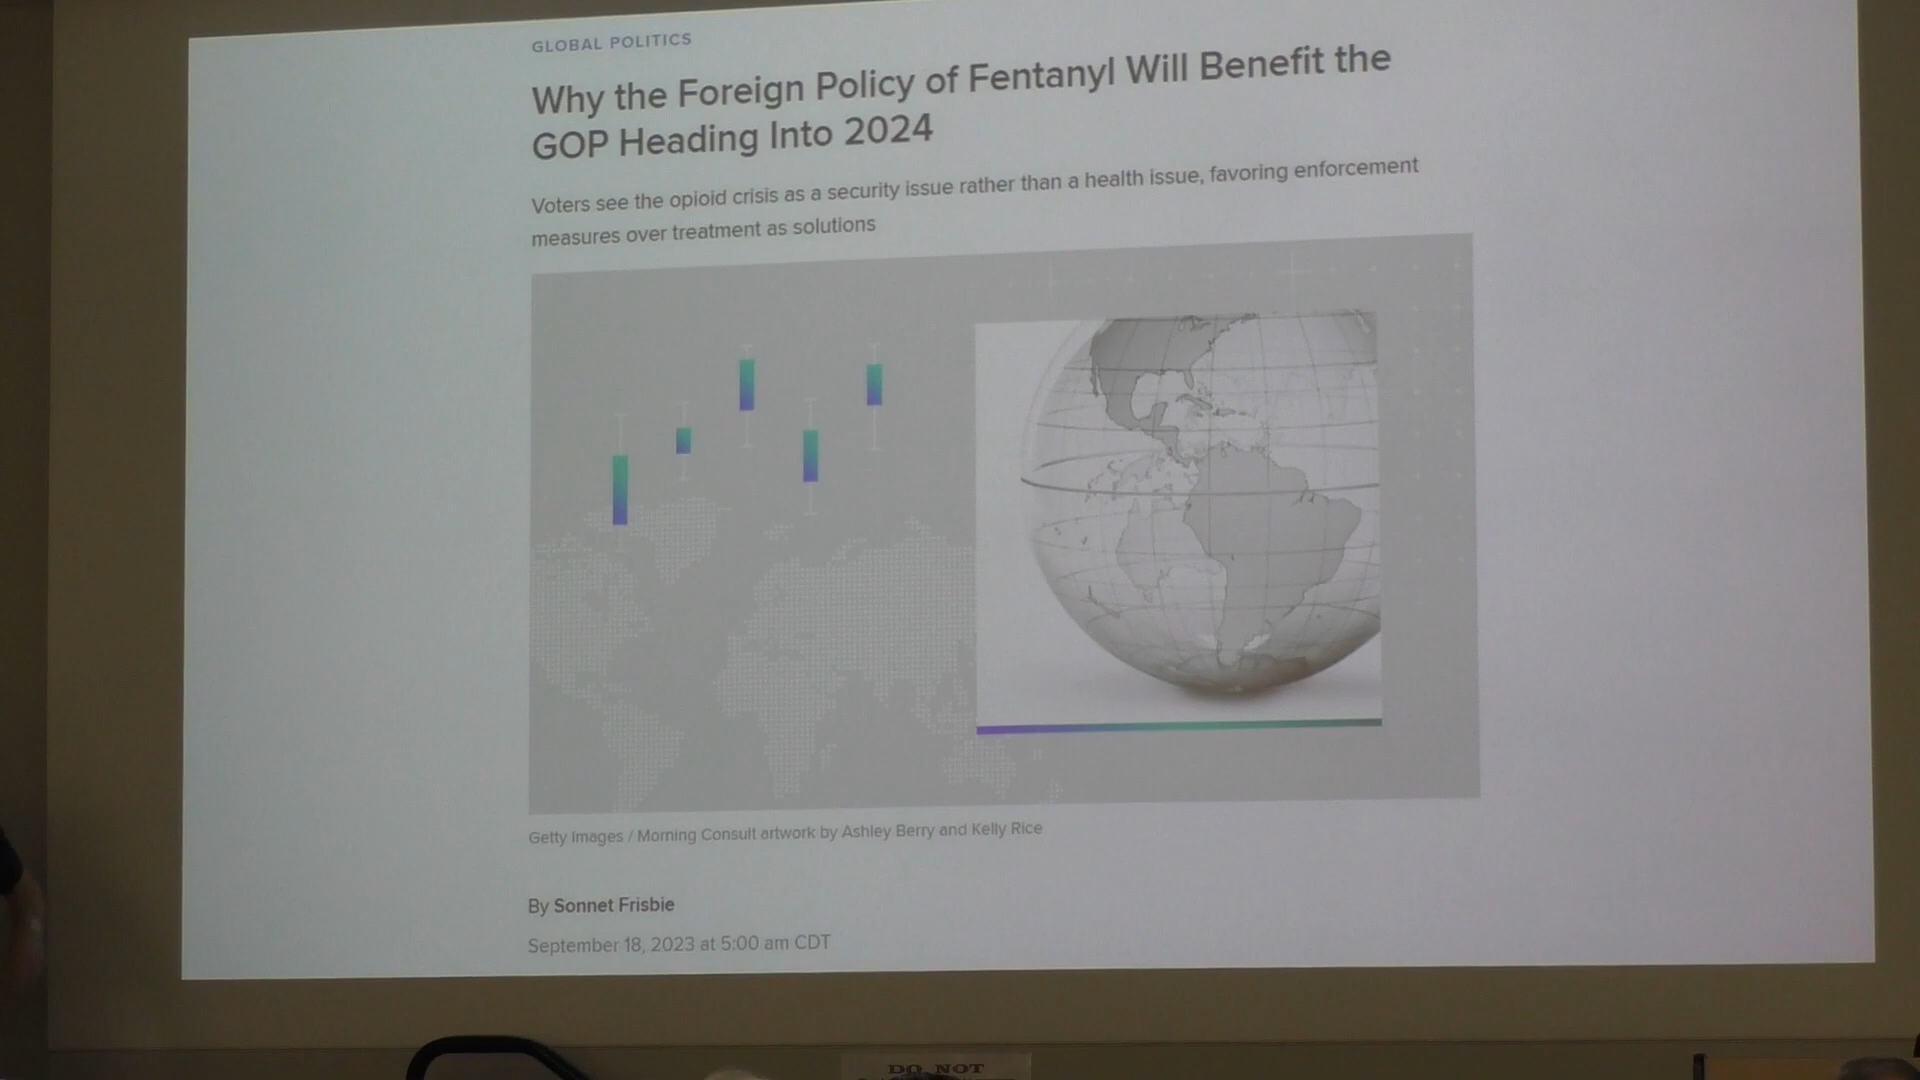 GLOBAL POLITICS
Why the Foreign Policy of Fentanyl Will Benefit the
GOP Heading Into 2024
Voters see the opioid crisis as a security issue rather than a health issue, favoring enforcement
measures over treatment as solutions
Getty Images / Morning Consult artwork by Ashley Berry and Kelly Rice
By Sonnet Frisbie
September 18, 2023 at 5:00 am CDT
DO NOT